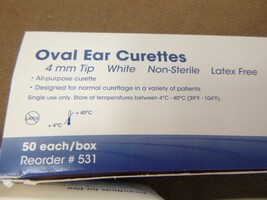 Oval Ear Curettes
4 mm Tip White Non-Sterile Latex Free
• All-purpose curette
• Designed for normal curettage in a variety of patients
Single use only. Store at temperatures between 4°C - 40°C (39°F - 104°F)
+ 40°C
+ 4°C
50 each/box
Reorder # 531